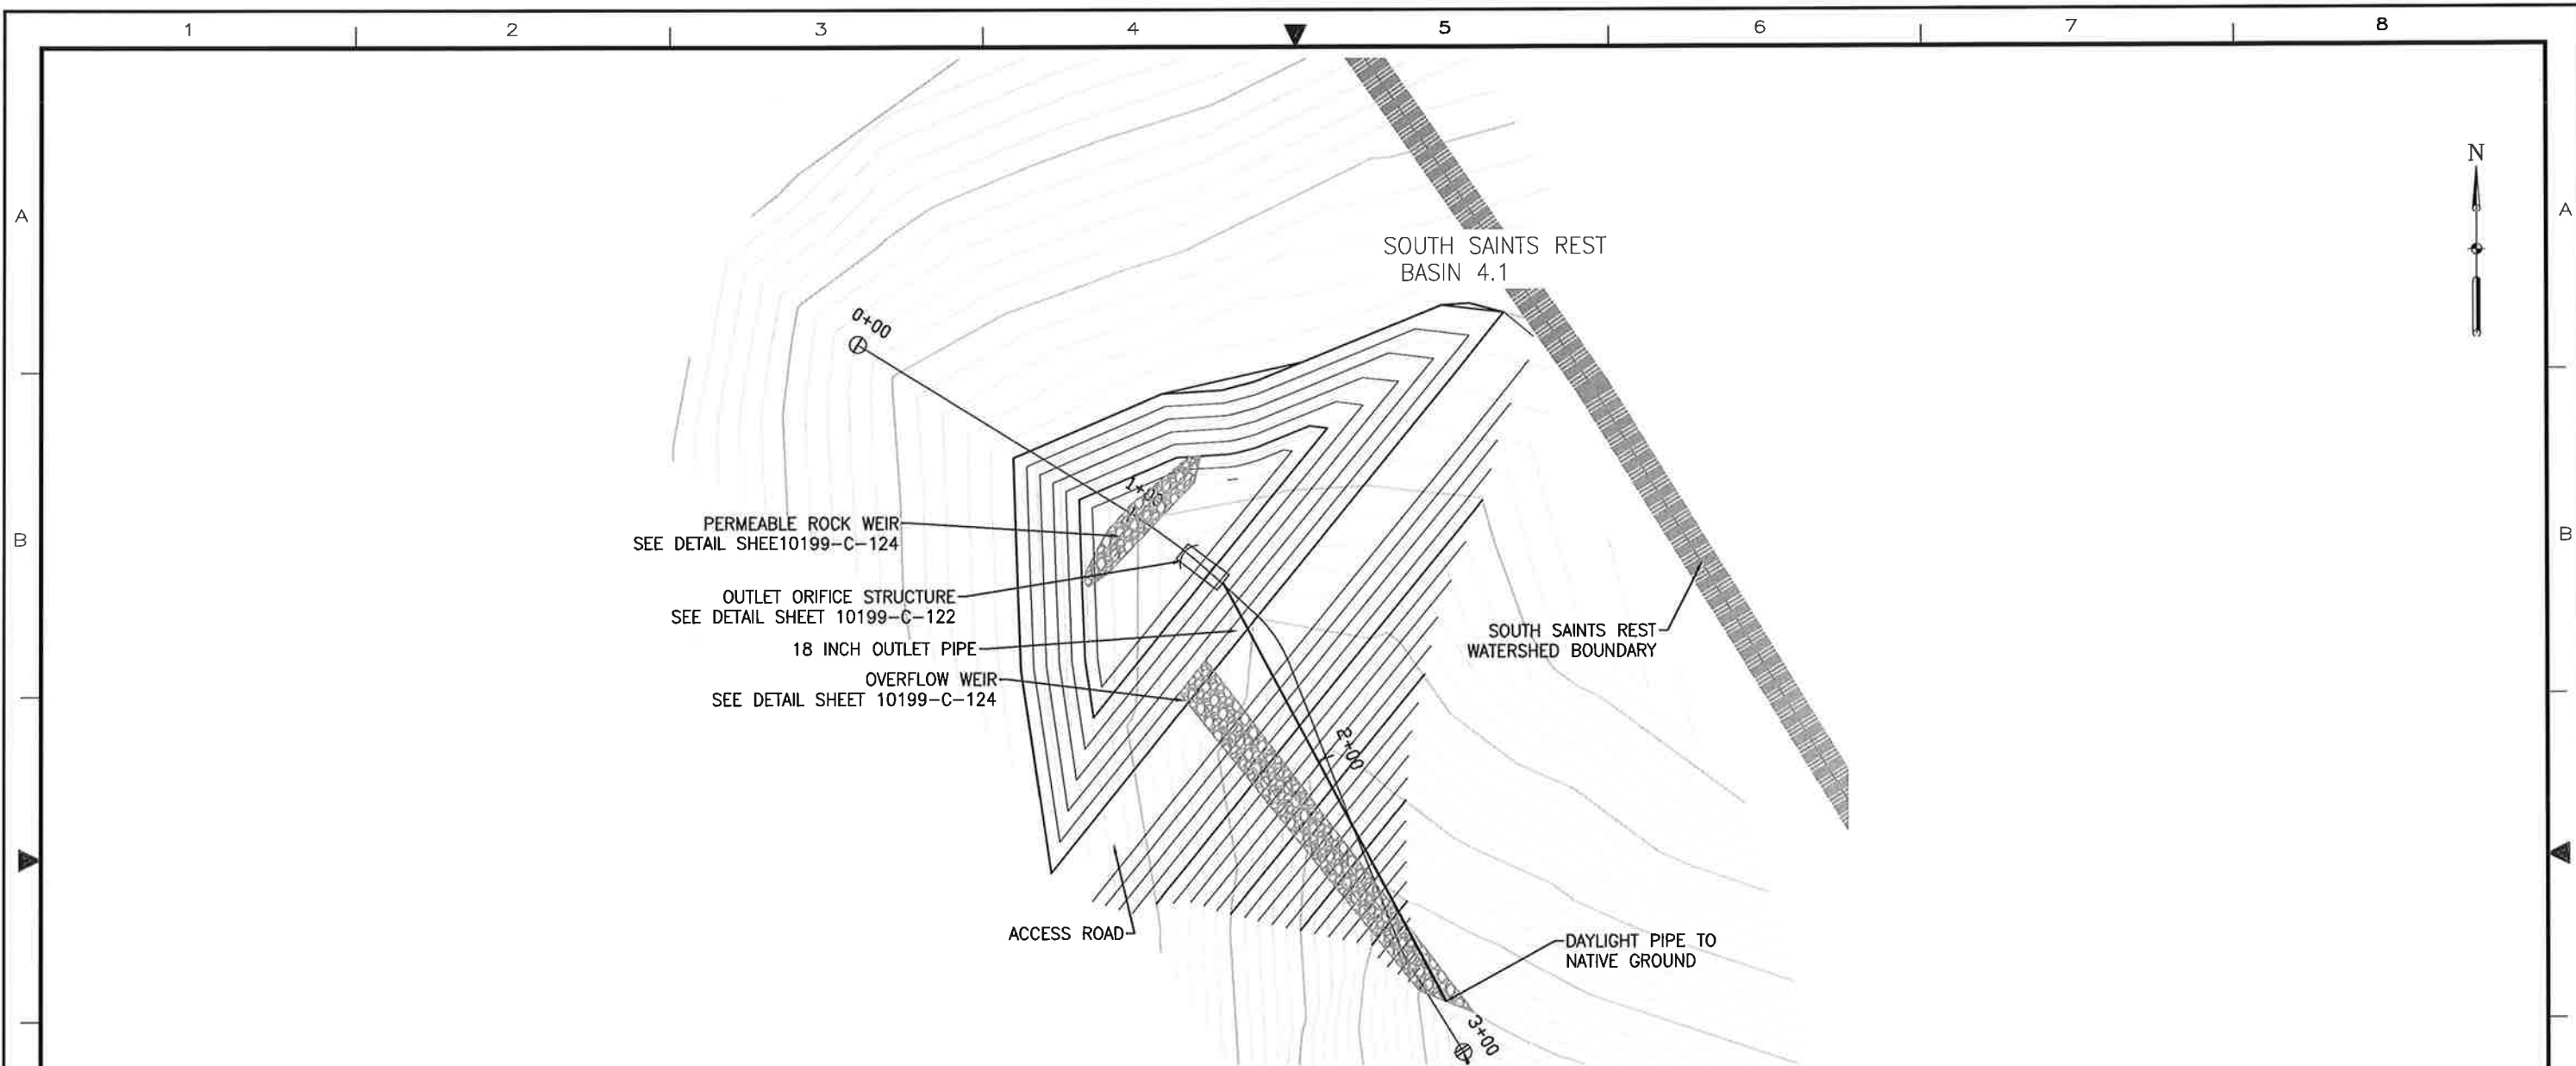 1 2 3 4 5 6 7 8
A
A
N
SOUTH SAINTS REST
BASIN 4.1
0+00
1+00
PERMEABLE ROCK WEIR
SEE DETAIL SHEE10199-C-124
B
B
OUTLET ORIFICE STRUCTURE
SEE DETAIL SHEET 10199-C-122
18 INCH OUTLET PIPE
SOUTH SAINTS REST
WATERSHED BOUNDARY
OVERFLOW WEIR
SEE DETAIL SHEET 10199-C-124
2+00
ACCESS ROAD
DAYLIGHT PIPE TO
NATIVE GROUND
3+00